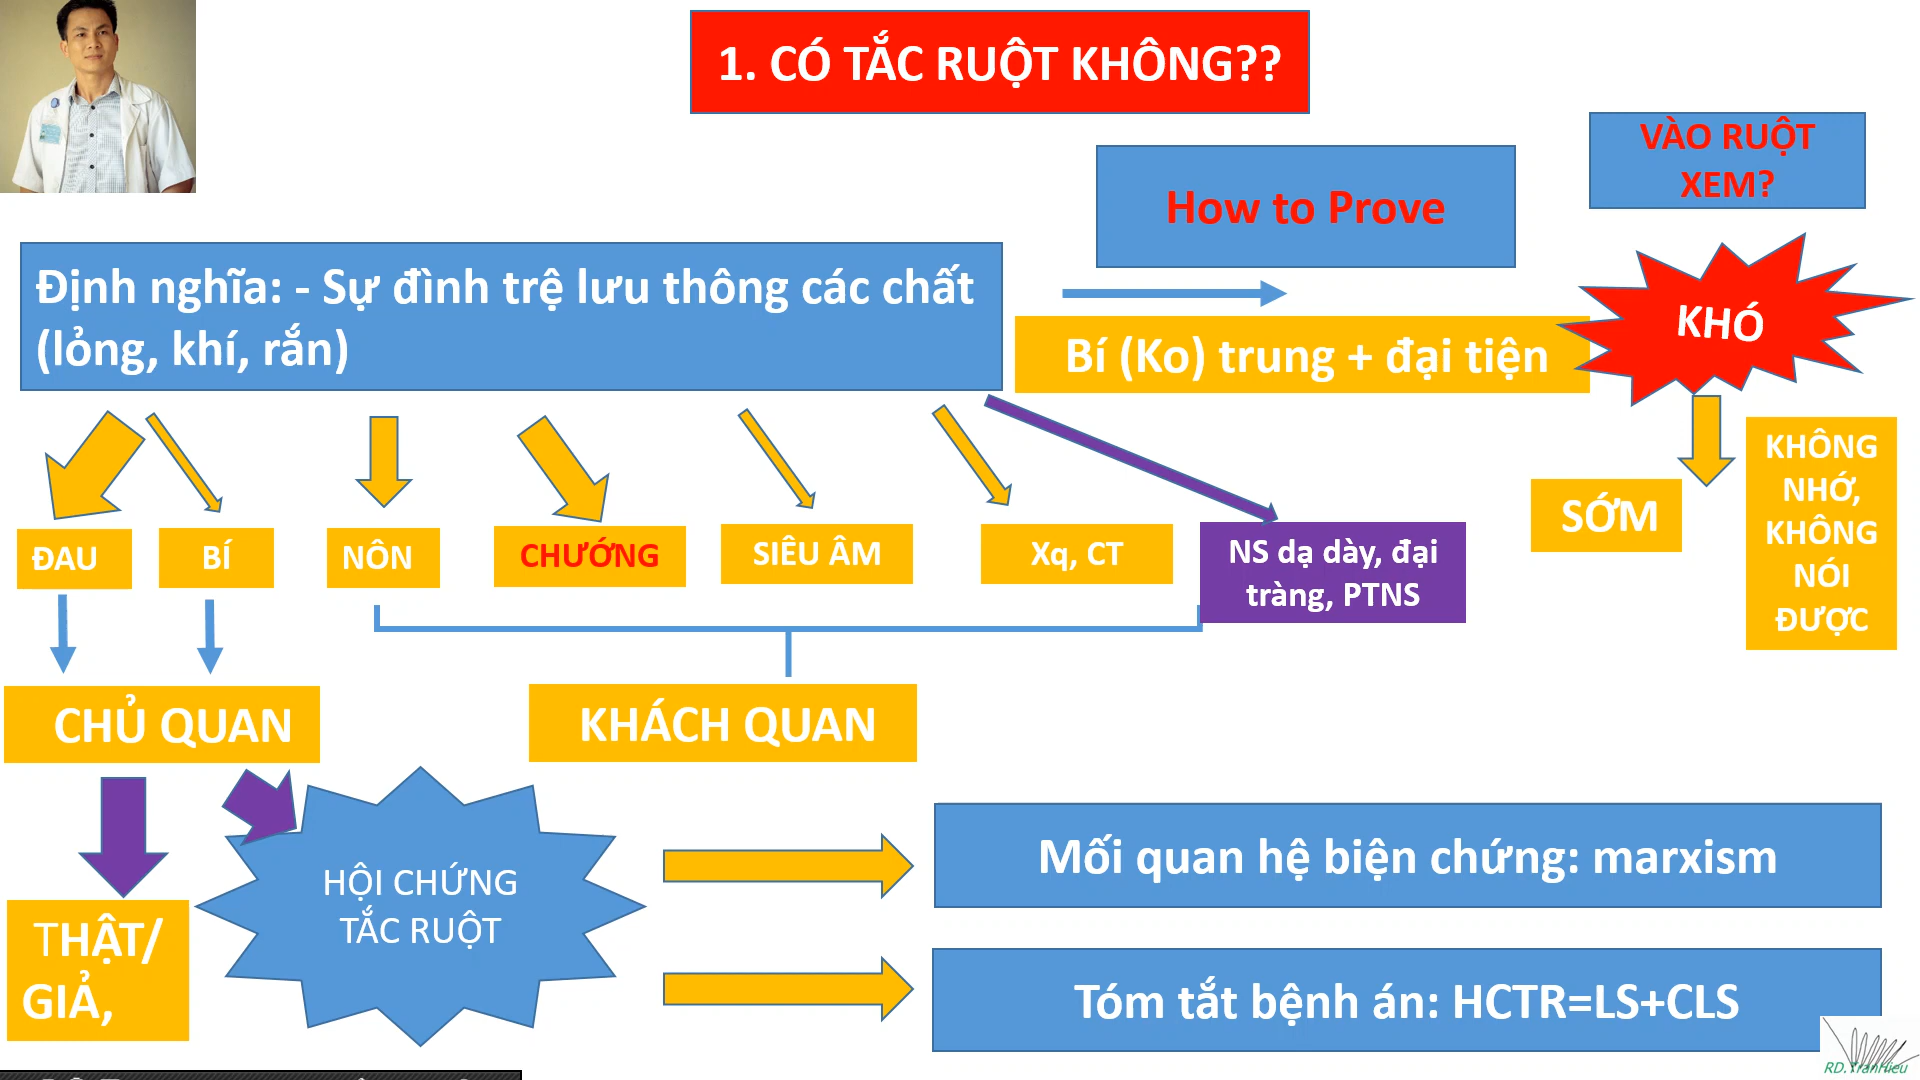 1. CÓ TẮC RUỘT KHÔNG??
VÀO RUỘT
XEM?
How to Prove
Định nghĩa: - Sự đình trệ lưu thông các chất
(lỏng, khí, rắn)
KHÓ
Bí (Ko) trung + đại tiện
KHÔNG
NHỚ,
KHÔNG
NÓI
ĐƯỢC
SỚM
ĐAU
BÍ
NÔN
CHƯỚNG
SIÊU ÂM
Xq, CT
NS dạ dày, đại
tràng, PTNS
CHỦ QUAN
KHÁCH QUAN
HỘI CHỨNG
TẮC RUỘT
Mối quan hệ biện chứng: marxism
THẬT/
GIẢ,
Tóm tắt bệnh án: HCTR=LS+CLS
RD.TranHieu